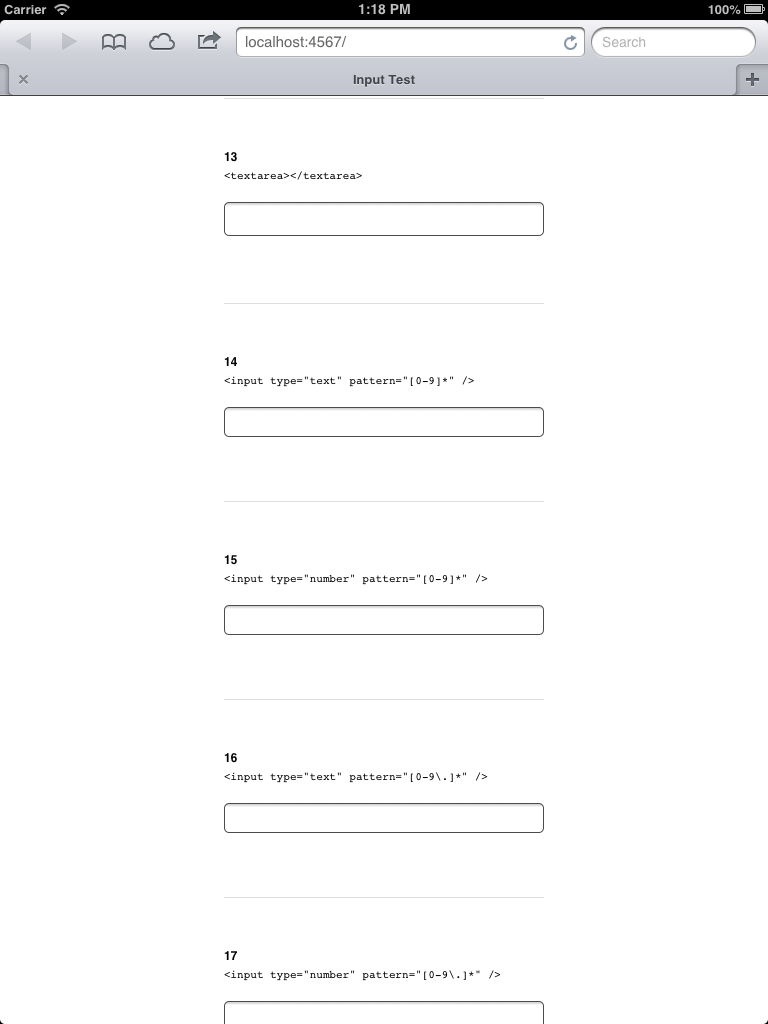 Carrier 1:18 PM 100%
localhost:4567/ Search
Input Test
13
<textarea></textarea>
14
<input type="text" pattern="[0-9]*" />
15
<input type="number" pattern="[0-9]*" />
16
<input type="text" pattern="[0-9\.]*" />
17
<input type="number" pattern="[0-9\.]*" />